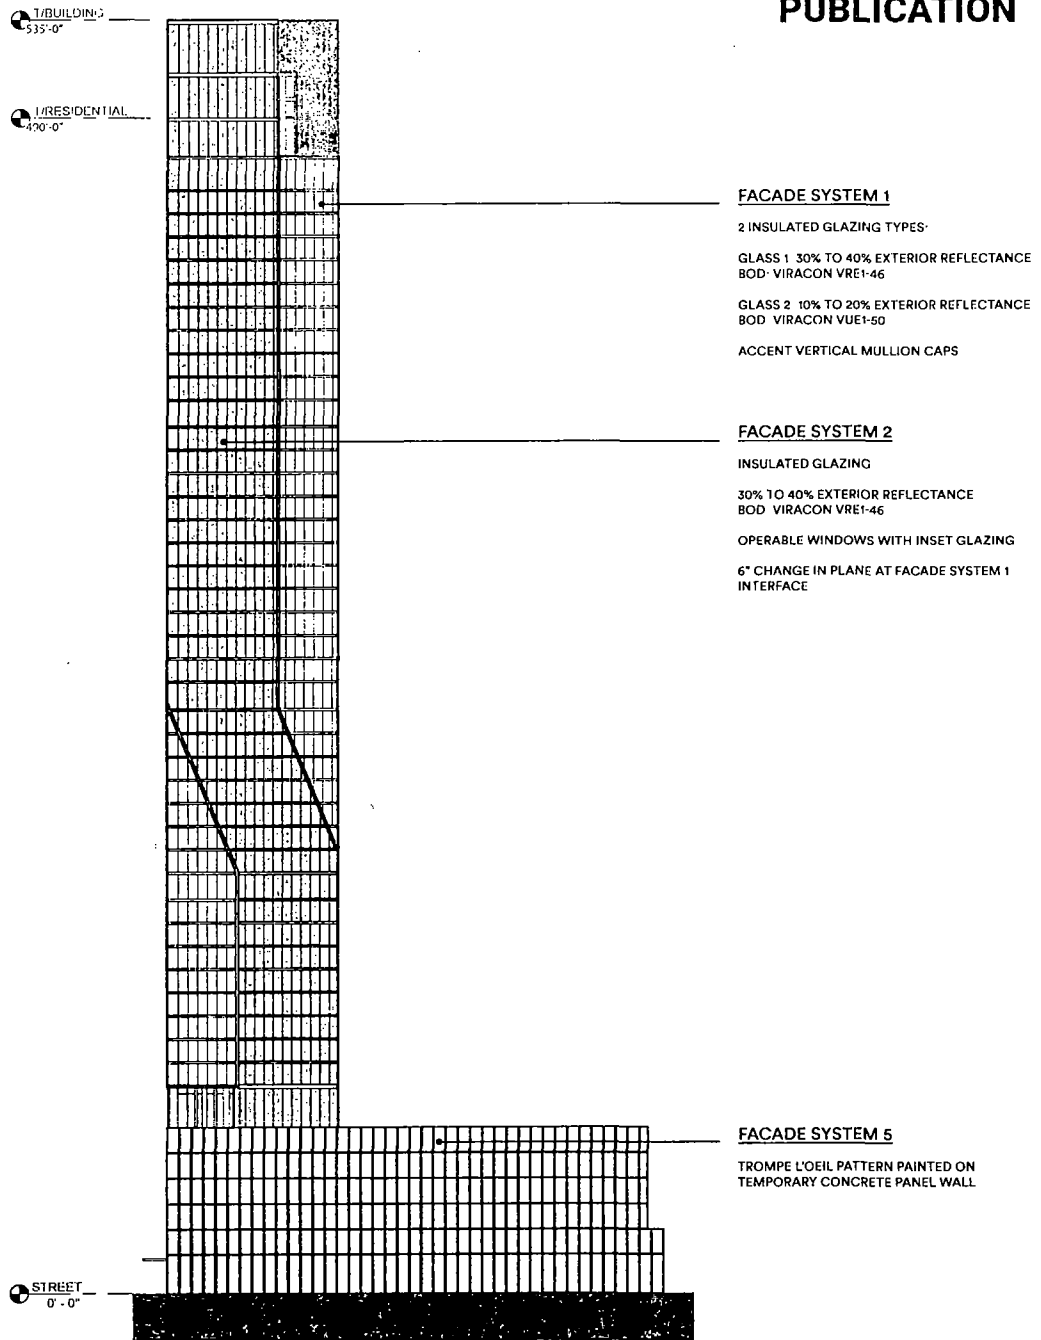 PUBLICATION
T/BUILDING
535'-0"
T/RESIDENTIAL
490'-0"
FACADE SYSTEM 1
2 INSULATED GLAZING TYPES·
GLASS 1 30% TO 40% EXTERIOR REFLECTANCE
BOD· VIRACON VRE1-46
GLASS 2 10% TO 20% EXTERIOR REFLECTANCE
BOD VIRACON VUE1-50
ACCENT VERTICAL MULLION CAPS
FACADE SYSTEM 2
INSULATED GLAZING
30% TO 40% EXTERIOR REFLECTANCE
BOD VIRACON VRE1-46
OPERABLE WINDOWS WITH INSET GLAZING
6" CHANGE IN PLANE AT FACADE SYSTEM 1
INTERFACE
FACADE SYSTEM 5
TROMPE L'OEIL PATTERN PAINTED ON
TEMPORARY CONCRETE PANEL WALL
STREET
0' - 0"